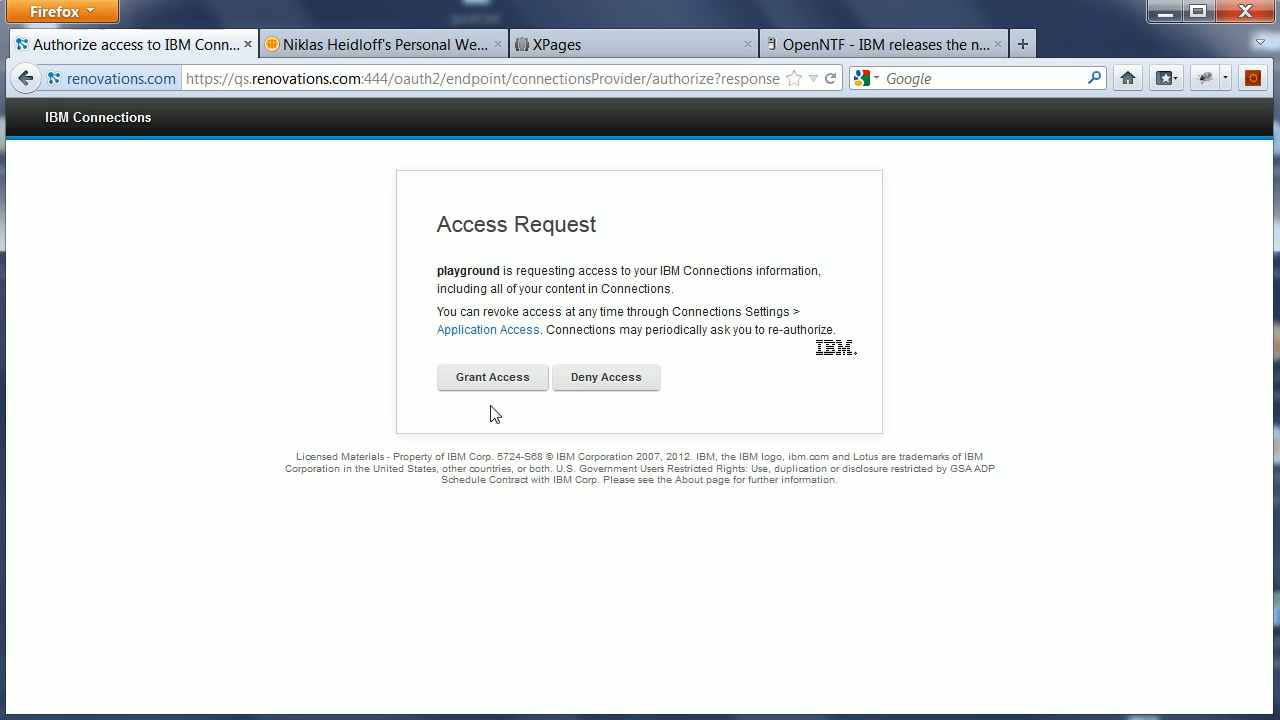 Firefox
Authorize access to IBM Conn...
Niklas Heidloff's Personal We...
XPages
OpenNTF - IBM releases the n...
renovations.com
https://qs.renovations.com:444/oauth2/endpoint/connectionsProvider/authorize?response
Google
IBM Connections
Access Request
playground is requesting access to your IBM Connections information,
including all of your content in Connections.
You can revoke access at any time through Connections Settings >
Application Access. Connections may periodically ask you to re-authorize.
IBM.
Grant Access
Deny Access
Licensed Materials - Property of IBM Corp. 5724-S68 © IBM Corporation 2007, 2012. IBM, the IBM logo, ibm.com and Lotus are trademarks of IBM
Corporation in the United States, other countries, or both. U.S. Government Users Restricted Rights: Use, duplication or disclosure restricted by GSA ADP
Schedule Contract with IBM Corp. Please see the About page for further information.